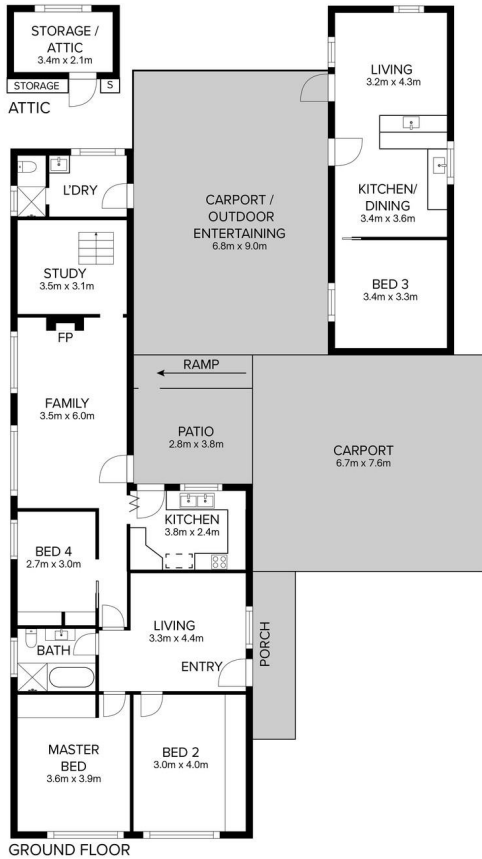 STORAGE /
ATTIC
3.4m x 2.1m
STORAGE
S
ATTIC
LIVING
3.2m x 4.3m
KITCHEN/
DINING
3.4m x 3.6m
BED 3
3.4m x 3.3m
CARPORT /
OUTDOOR
ENTERTAINING
6.8m x 9.0m
L'DRY
STUDY
3.5m x 3.1m
FP
FAMILY
3.5m x 6.0m
RAMP
PATIO
2.8m x 3.8m
CARPORT
6.7m x 7.6m
KITCHEN
3.8m x 2.4m
BED 4
2.7m x 3.0m
LIVING
3.3m x 4.4m
BATH
ENTRY
PORCH
MASTER
BED
3.6m x 3.9m
BED 2
3.0m x 4.0m
GROUND FLOOR